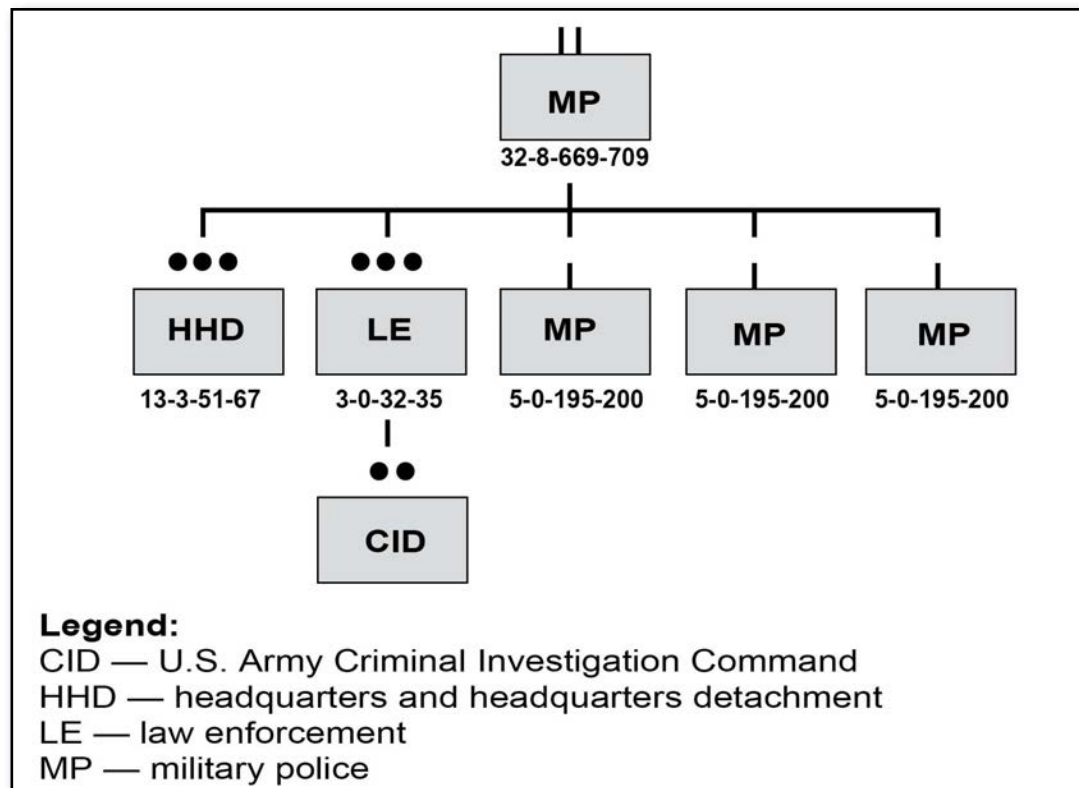 MP
32-8-669-709
HHD LE MP MP MP
13-3-51-67 3-0-32-35 5-0-195-200 5-0-195-200 5-0-195-200
CID
Legend:
CID — U.S. Army Criminal Investigation Command
HHD — headquarters and headquarters detachment
LE — law enforcement
MP — military police